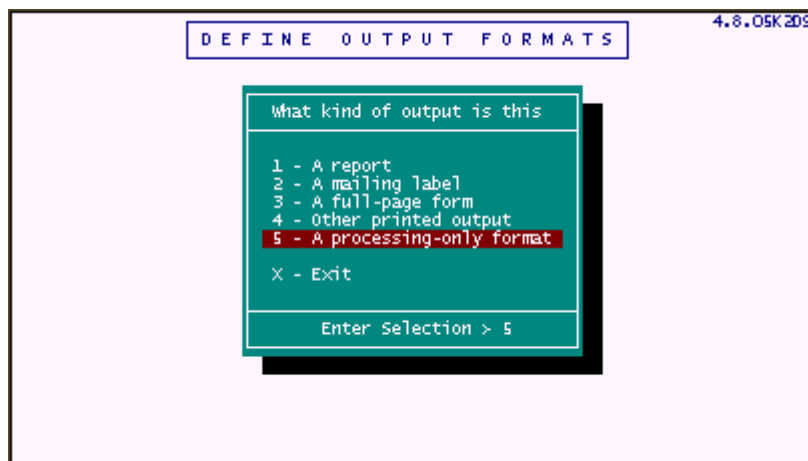 4.8.05K2D9
D E F I N E   O U T P U T   F O R M A T S
What kind of output is this
1 - A report
2 - A mailing label
3 - A full-page form
4 - Other printed output
5 - A processing-only format
X - Exit
Enter Selection > 5